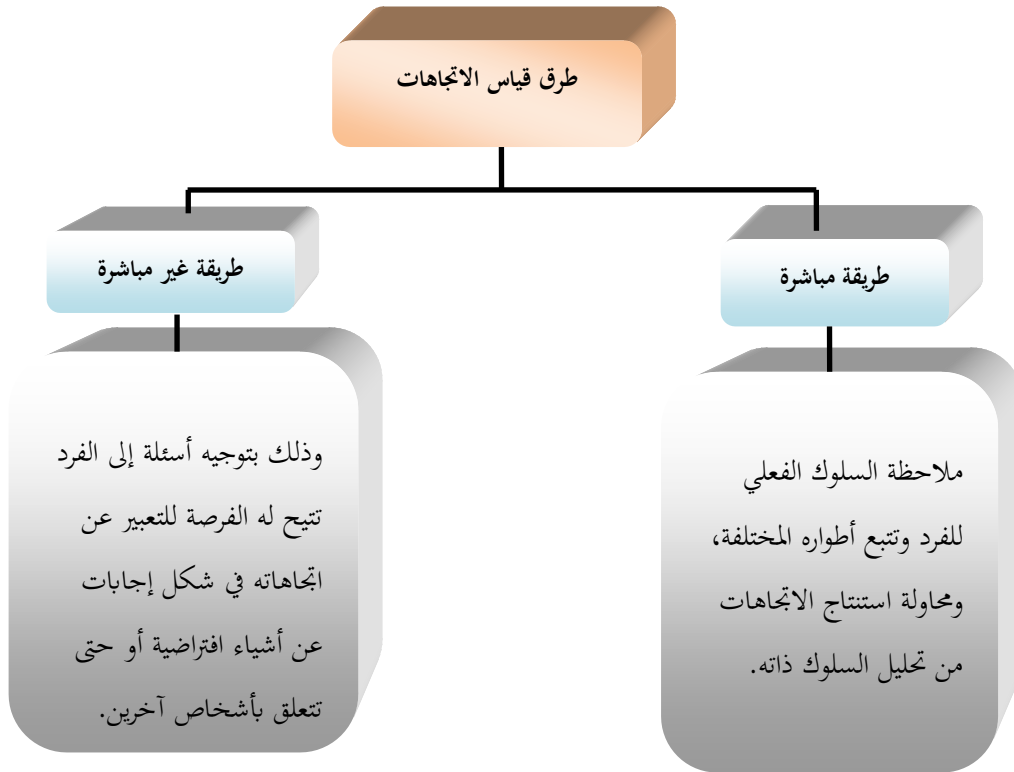 طرق قياس الاتجاهات
طريقة مباشرة
طريقة غير مباشرة
ملاحظة السلوك الفعلي
للفرد وتتبع أطواره المختلفة،
ومحاولة استنتاج الاتجاهات
من تحليل السلوك ذاته.
وذلك بتوجيه أسئلة إلى الفرد
تتيح له الفرصة للتعبير عن
اتجاهاته في شكل إجابات
عن أشياء افتراضية أو حتى
تتعلق بأشخاص آخرين.